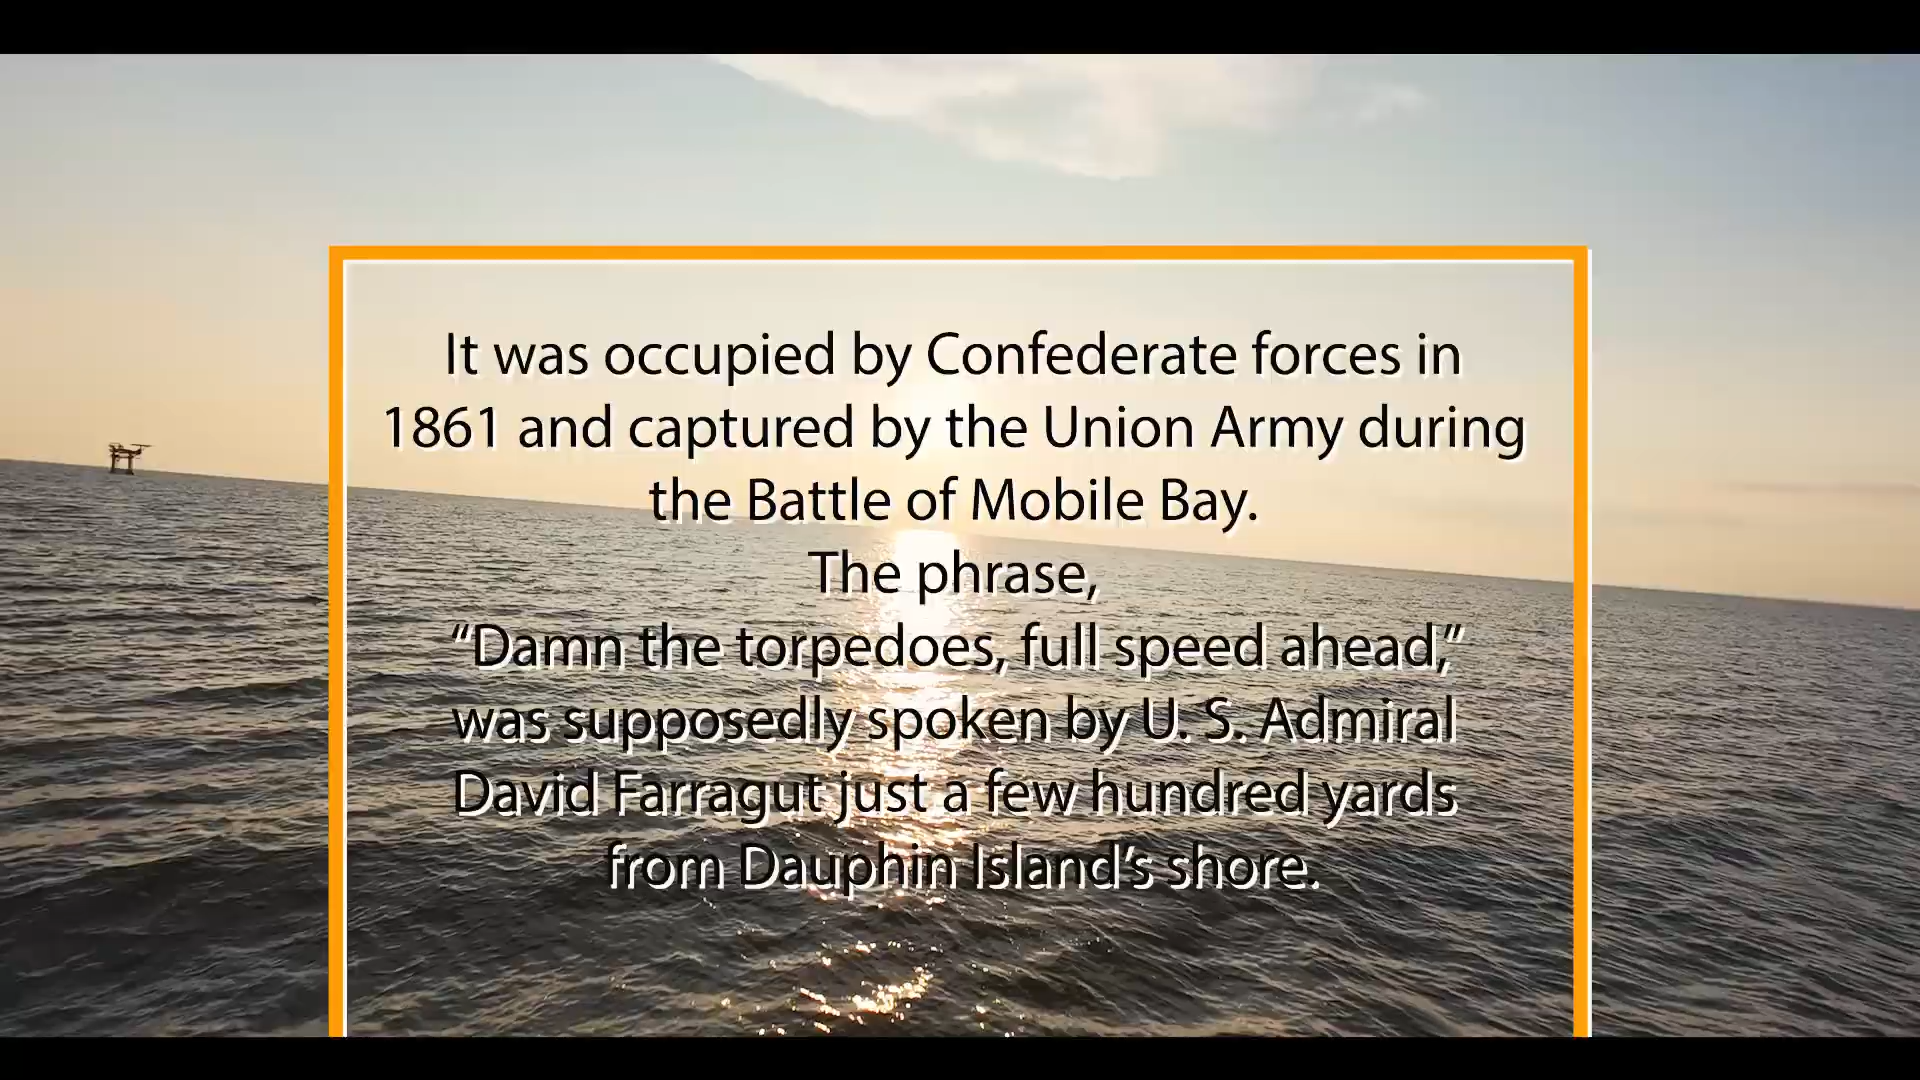 It was occupied by Confederate forces in
1861 and captured by the Union Army during
the Battle of Mobile Bay.
The phrase,
“Damn the torpedoes, full speed ahead,”
was supposedly spoken by U. S. Admiral
David Farragut just a few hundred yards
from Dauphin Island’s shore.